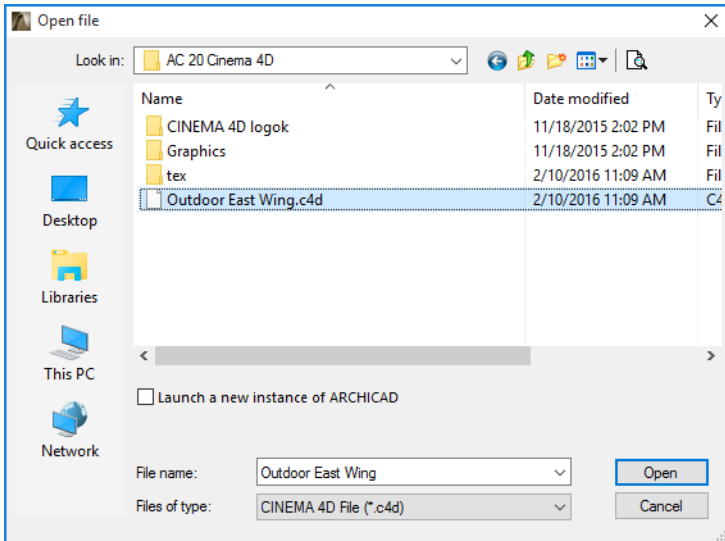 Open file
Look in: AC 20 Cinema 4D
Name Date modified Ty
CINEMA 4D logok 11/18/2015 2:02 PM Fil
Graphics 11/18/2015 2:02 PM Fil
tex 2/10/2016 11:09 AM Fil
Outdoor East Wing.c4d 2/10/2016 11:09 AM C4
Quick access
Desktop
Libraries
This PC
Network
Launch a new instance of ARCHICAD
File name: Outdoor East Wing Open
Files of type: CINEMA 4D File (*.c4d) Cancel